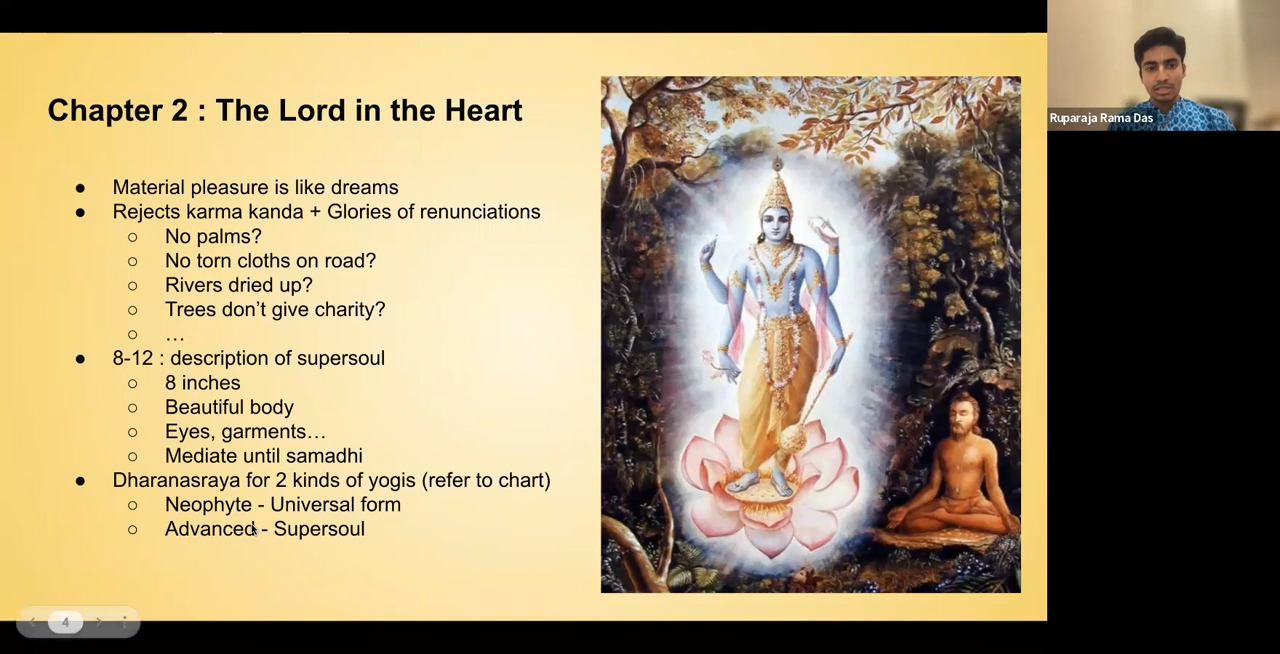 Chapter 2 : The Lord in the Heart
● Material pleasure is like dreams
● Rejects karma kanda + Glories of renunciations
○ No palms?
○ No torn cloths on road?
○ Rivers dried up?
○ Trees don’t give charity?
○ …
● 8-12 : description of supersoul
○ 8 inches
○ Beautiful body
○ Eyes, garments…
○ Mediate until samadhi
● Dharanasraya for 2 kinds of yogis (refer to chart)
○ Neophyte - Universal form
○ Advanced - Supersoul
4
Ruparaja Rama Das